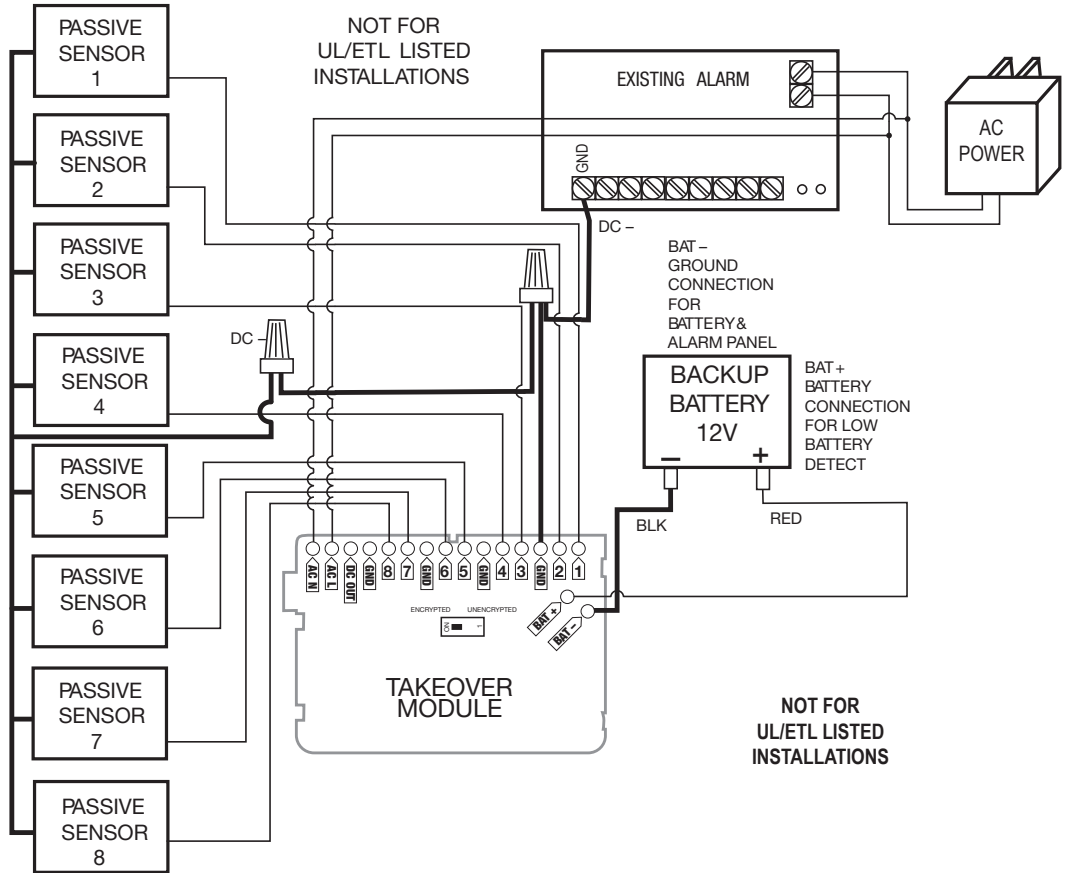 PASSIVE
SENSOR
1
PASSIVE
SENSOR
2
PASSIVE
SENSOR
3
PASSIVE
SENSOR
4
PASSIVE
SENSOR
5
PASSIVE
SENSOR
6
PASSIVE
SENSOR
7
PASSIVE
SENSOR
8
NOT FOR
UL/ETL LISTED
INSTALLATIONS
EXISTING ALARM
GND
AC
POWER
DC –
DC –
BAT –
GROUND
CONNECTION
FOR
BATTERY &
ALARM PANEL
BACKUP
BATTERY
12V
– +
BAT +
BATTERY
CONNECTION
FOR LOW
BATTERY
DETECT
BLK
RED
AC N
AC L
DC OUT
GND
8
7
GND
6
5
GND
4
3
GND
2
1
BAT +
BAT –
ENCRYPTED UNENCRYPTED
ON 1
TAKEOVER
MODULE
NOT FOR
UL/ETL LISTED
INSTALLATIONS